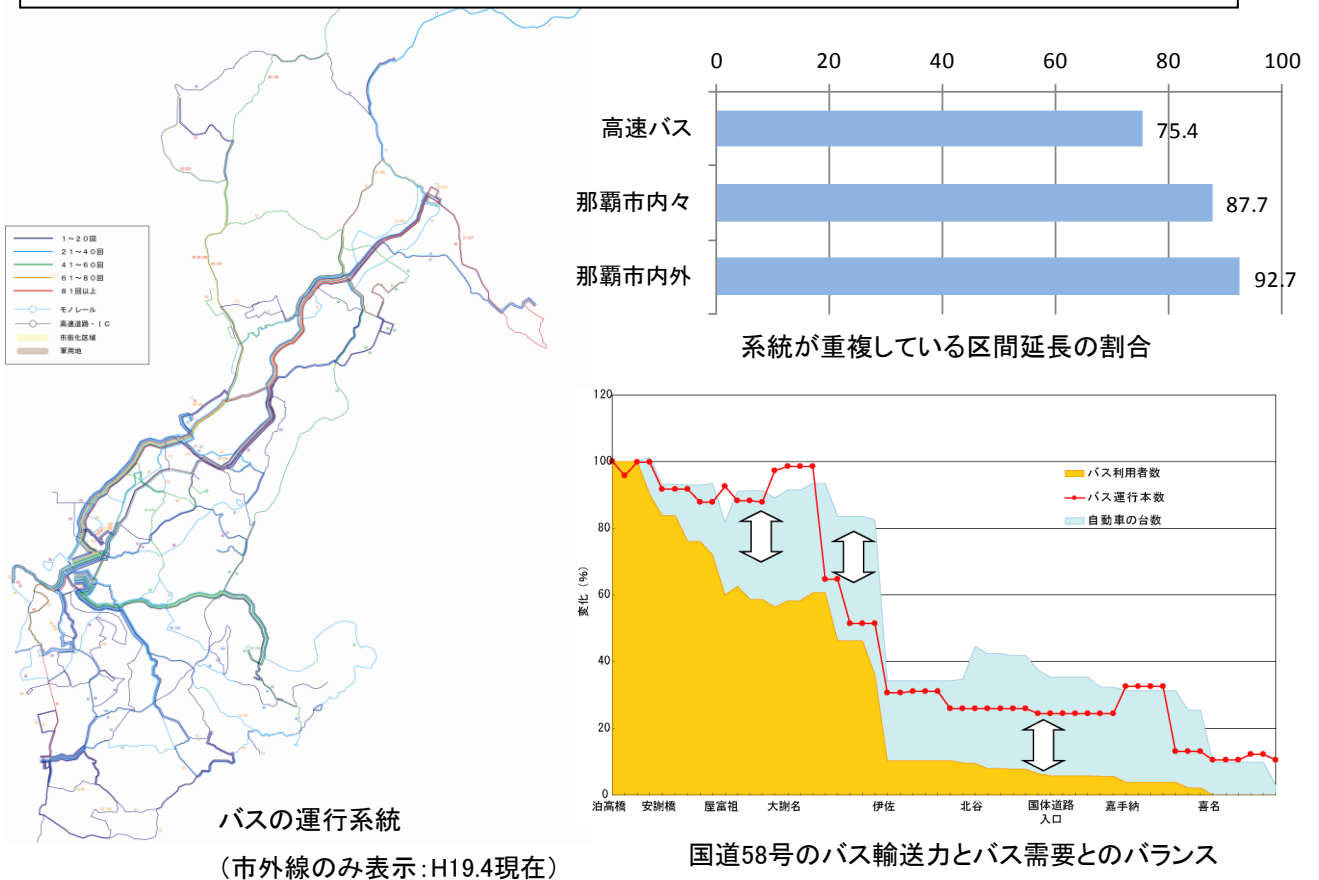 1～20回
21～40回
41～60回
61～80回
81回以上
モノレール
高速道路・IC
市街化区域
軍用地
バスの運行系統
（市外線のみ表示：H19.4現在）
0 20 40 60 80 100
高速バス 75.4
那覇市内々 87.7
那覇市内外 92.7
系統が重複している区間延長の割合
変化（%）
120
100
80
60
40
20
0
バス利用者数
バス運行本数
自動車の台数
泊高橋 安謝橋 屋富祖 大謝名 伊佐 北谷 国体道路 嘉手納 喜名
入口
国道58号のバス輸送力とバス需要とのバランス